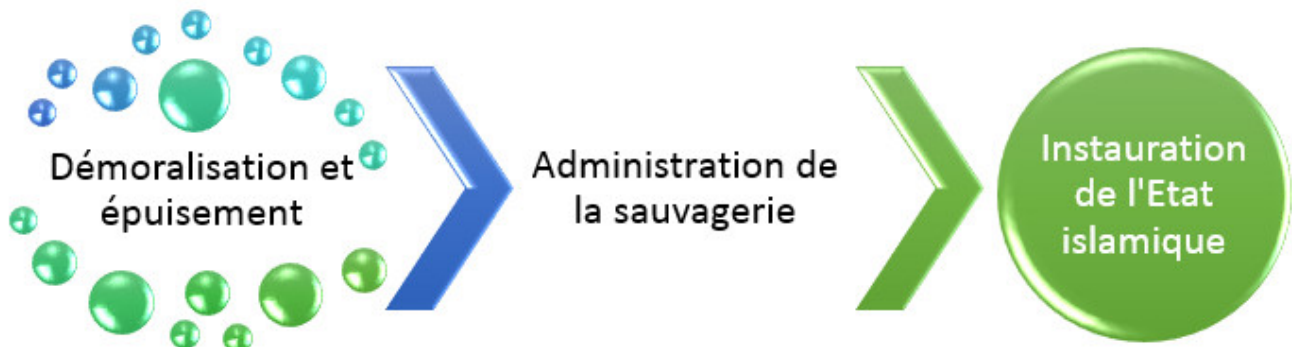 Démoralisation et
épuisement
Administration de
la sauvagerie
Instauration
de l'Etat
islamique